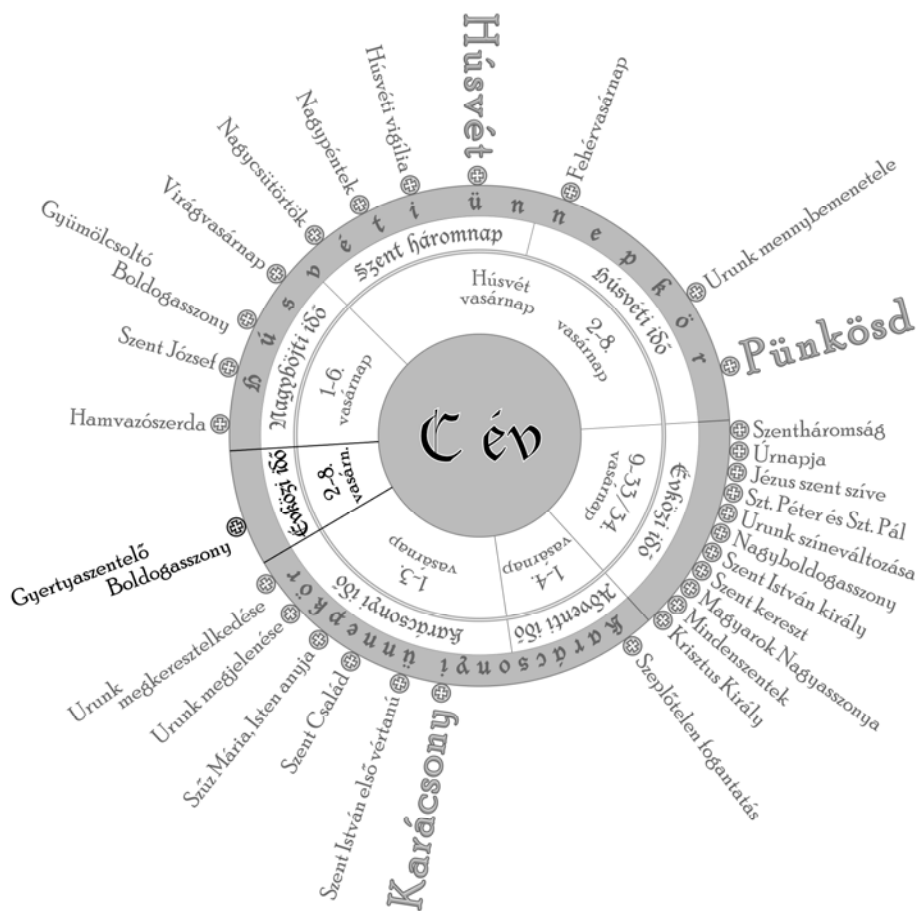 C év
Húsvéti ünnepkör
Karácsonyi ünnepkör
Szent háromnap
Húsvéti idő
Évközi idő
Ádventi idő
Karácsonyi idő
Évközi idő
Nagyböjti idő
Húsvét
vasárnap
2-8.
vasárnap
9-33/34.
vasárnap
1-4.
vasárnap
1-3.
vasárnap
2-8.
vasárn.
1-6.
vasárnap
Húsvét
Fehérvasárnap
Urunk mennybemenetele
Pünkösd
Szentháromság
Úrnapja
Jézus szent szíve
Szt. Péter és Szt. Pál
Urunk színeváltozása
Nagyboldogasszony
Szent István király
Szent kereszt
Magyarok Nagyasszonya
Mindenszentek
Krisztus Király
Szeplőtelen fogantatás
Karácsony
Szent István első vértanú
Szent Család
Szűz Mária, Isten anyja
Urunk megjelenése
Urunk
megkeresztelkedése
Gyertyaszentelő
Boldogasszony
Hamvazószerda
Szent József
Gyümölcsoltó
Boldogasszony
Virágvasárnap
Nagycsütörtök
Nagypéntek
Húsvéti vigília